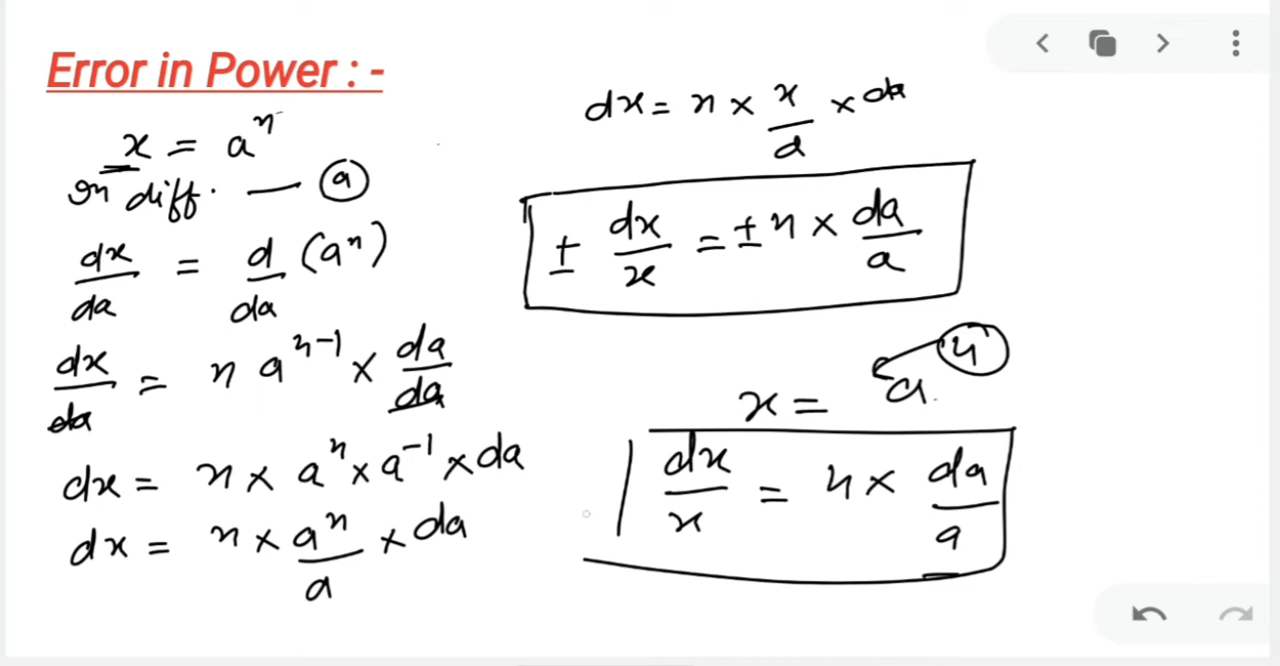 Error in Power : -
x = aⁿ
on diff. — (a)
dx/da = d/da (aⁿ)
dx/da = n aⁿ⁻¹ × da/da
dx = n × aⁿ × a⁻¹ × da
dx = n × aⁿ/a × da
dx = n × x/a × da
± dx/x = ± n × da/a
x = a⁴
dx/x = 4 × da/a